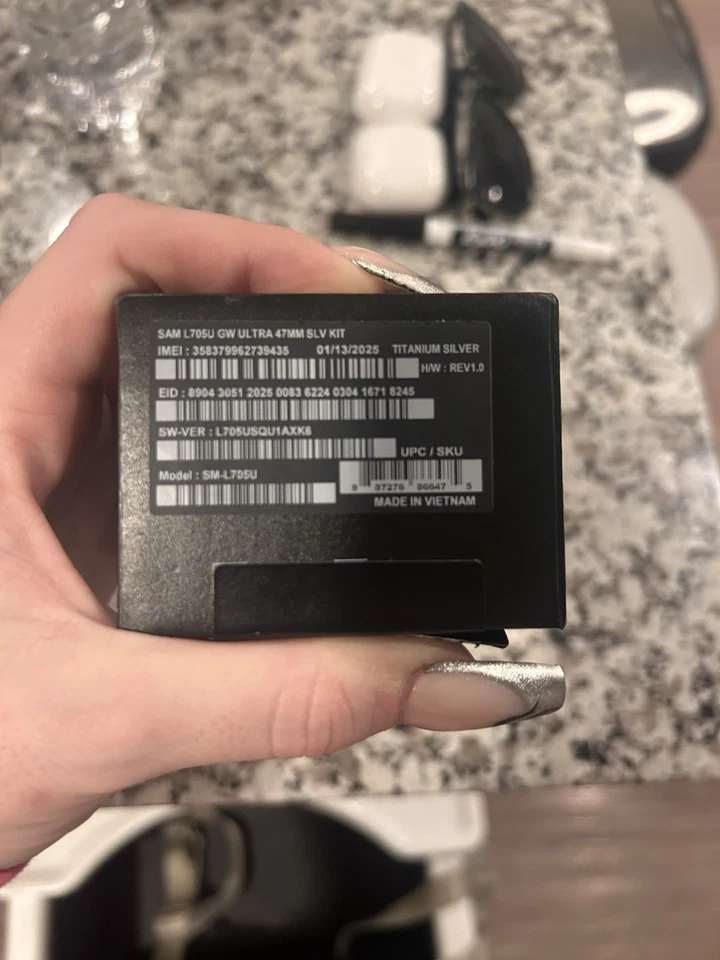 SAM L705U GW ULTRA 47MM SLV KIT
IMEI : 358379962739435 01/13/2025 TITANIUM SILVER
H/W : REV1.0
EID : 8904 3051 2025 0083 6224 0304 1671 8245
SW-VER : L705USQU1AXK6
UPC / SKU
Model : SM-L705U
8 87276 86647 5
MADE IN VIETNAM